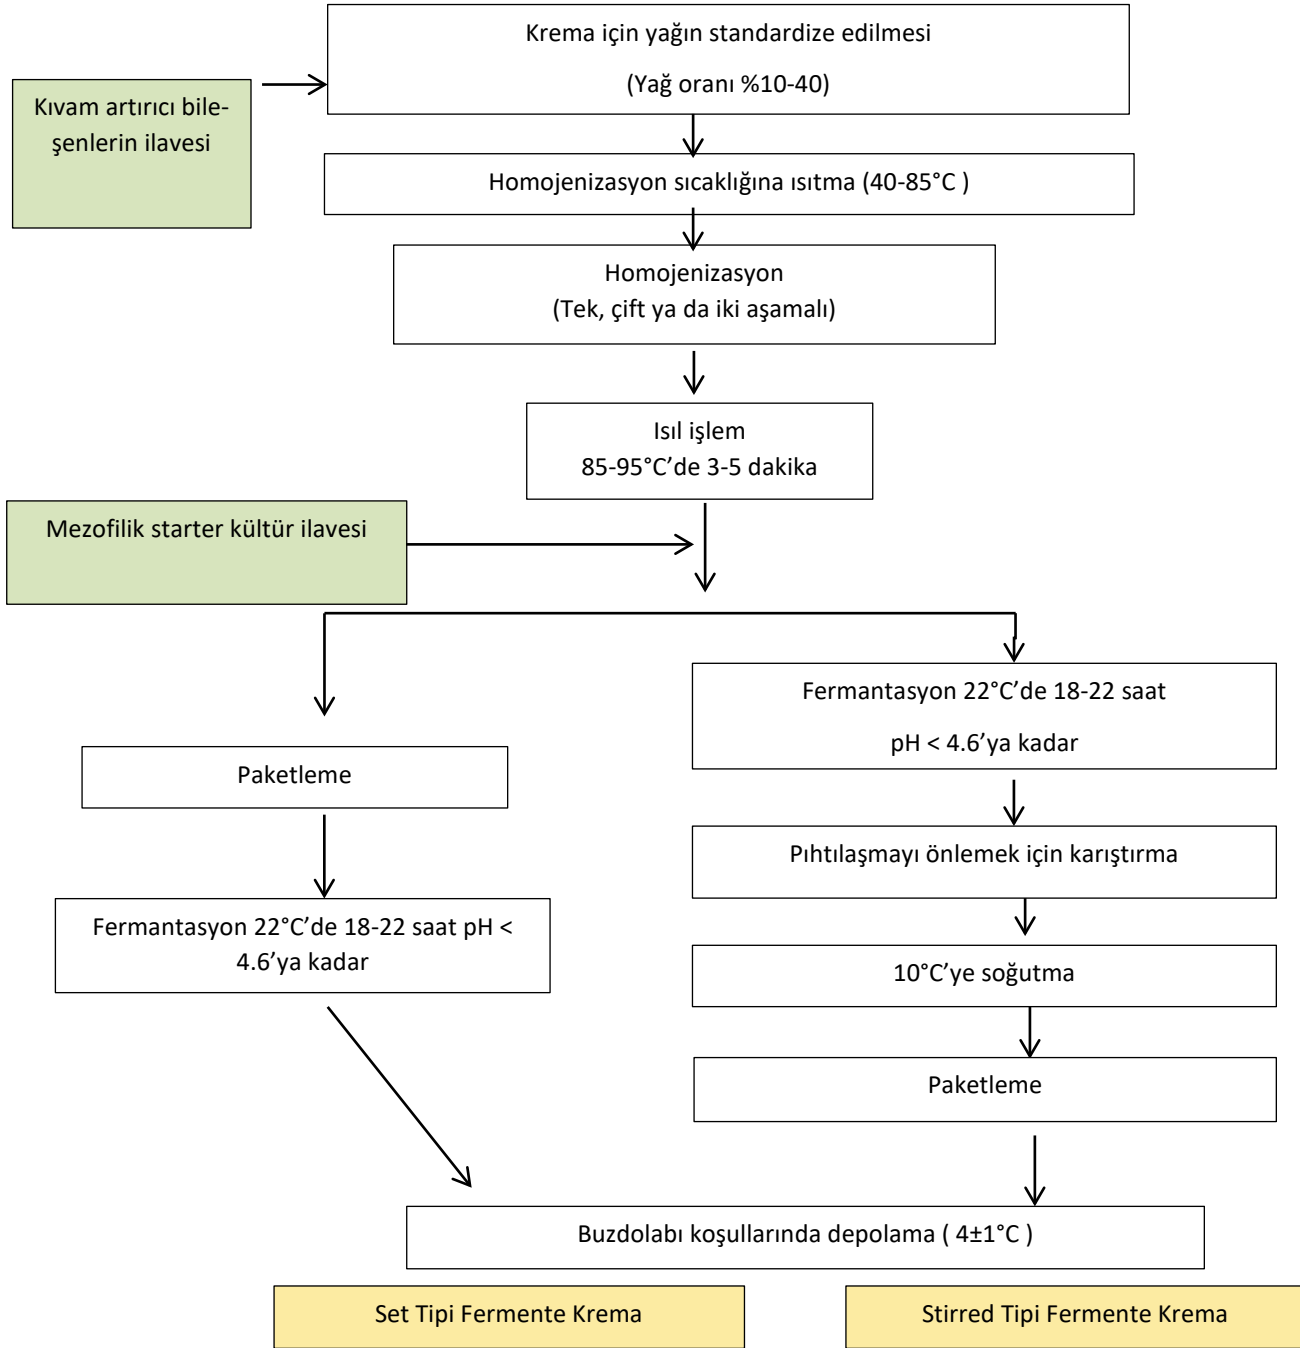 Krema için yağın standardize edilmesi
(Yağ oranı %10-40)
Kıvam artırıcı bile-
şenlerin ilavesi
Homojenizasyon sıcaklığına ısıtma (40-85°C )
Homojenizasyon
(Tek, çift ya da iki aşamalı)
Isıl işlem
85-95°C’de 3-5 dakika
Mezofilik starter kültür ilavesi
Paketleme
Fermantasyon 22°C’de 18-22 saat pH <
4.6’ya kadar
Fermantasyon 22°C’de 18-22 saat
pH < 4.6’ya kadar
Pıhtılaşmayı önlemek için karıştırma
10°C’ye soğutma
Paketleme
Buzdolabı koşullarında depolama ( 4±1°C )
Set Tipi Fermente Krema
Stirred Tipi Fermente Krema